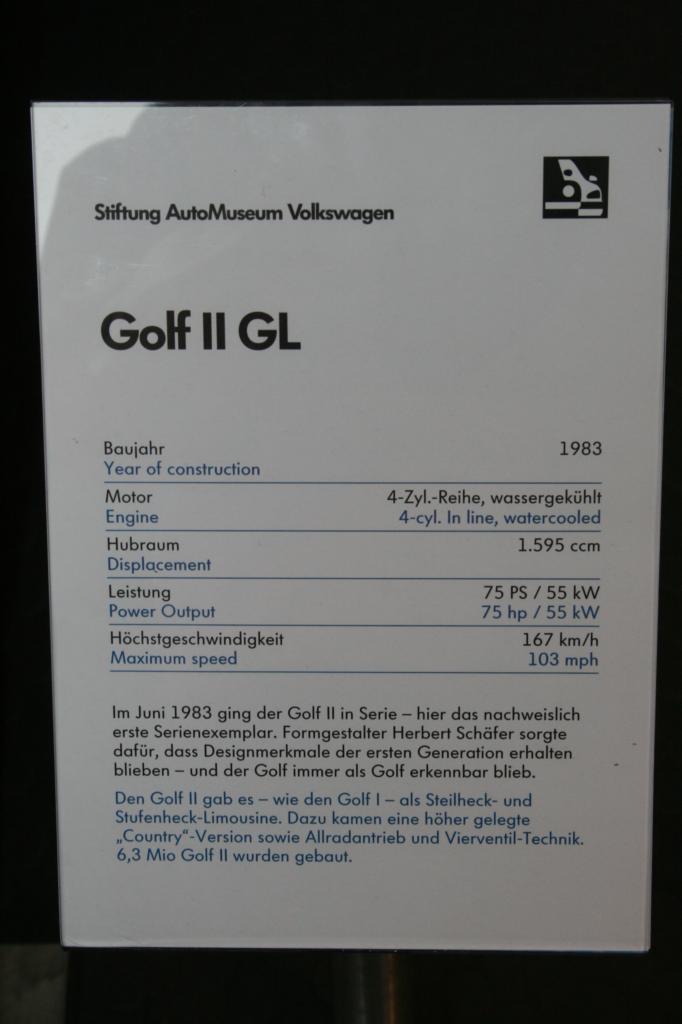 Stiftung AutoMuseum Volkswagen
Golf II GL
Baujahr 1983
Year of construction
Motor 4-Zyl.-Reihe, wassergekühlt
Engine 4-cyl. In line, watercooled
Hubraum 1.595 ccm
Displacement
Leistung 75 PS / 55 kW
Power Output 75 hp / 55 kW
Höchstgeschwindigkeit 167 km/h
Maximum speed 103 mph
Im Juni 1983 ging der Golf II in Serie – hier das nachweislich
erste Serienexemplar. Formgestalter Herbert Schäfer sorgte
dafür, dass Designmerkmale der ersten Generation erhalten
blieben – und der Golf immer als Golf erkennbar blieb.
Den Golf II gab es – wie den Golf I – als Steilheck- und
Stufenheck-Limousine. Dazu kamen eine höher gelegte
„Country“-Version sowie Allradantrieb und Vierventil-Technik.
6,3 Mio Golf II wurden gebaut.